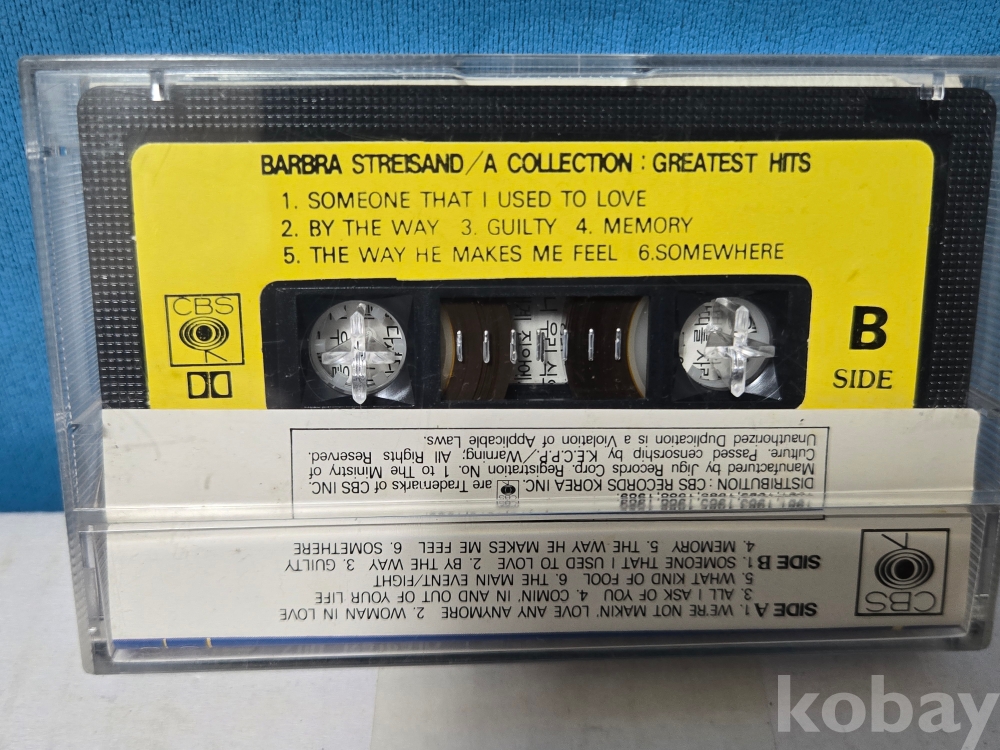 BARBRA STREISAND/A COLLECTION : GREATEST HITS
1. SOMEONE THAT I USED TO LOVE
2. BY THE WAY 3. GUILTY 4. MEMORY
5. THE WAY HE MAKES ME FEEL 6.SOMEWHERE
CBS
B
SIDE
DISTRIBUTION : CBS RECORDS KOREA INC. CBS are Trademarks of CBS INC.
Manufactured by Jigu Records Corp. Registration No. 1 to The Ministry of
Culture. Passed censorship by K.E.C.P.P./Warning; All Rights Reserved.
Unauthorized Duplication is a Violation of Applicable Laws.
CBS
SIDE A 1. WE'RE NOT MAKIN' LOVE ANY ANYMORE 2. WOMAN IN LOVE
3. ALL I ASK OF YOU 4. COMIN' IN AND OUT OF YOUR LIFE
5. WHAT KIND OF FOOL 6. THE MAIN EVENT/FIGHT
SIDE B 1. SOMEONE THAT I USED TO LOVE 2. BY THE WAY 3. GUILTY
4. MEMORY 5. THE WAY HE MAKES ME FEEL 6. SOMETHERE
kobay